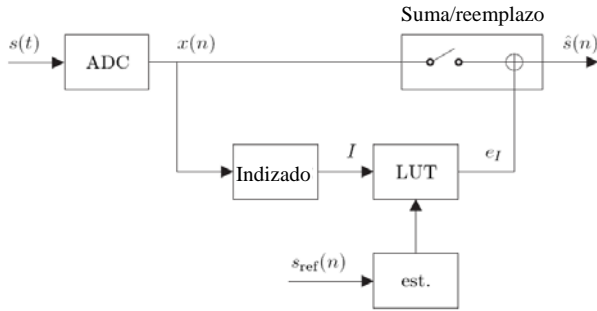 Suma/reemplazo
s(t)
ADC
x(n)
ŝ(n)
Indizado
I
LUT
e_I
s_ref(n)
est.